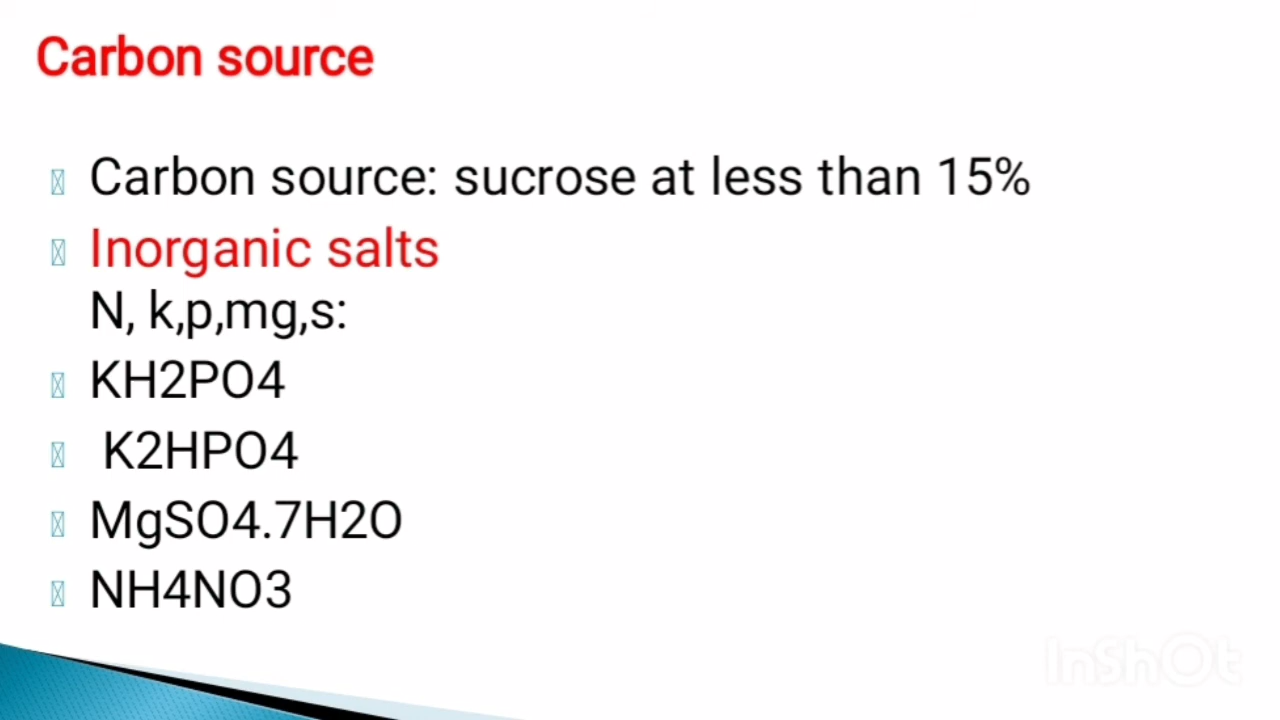 Carbon source
Carbon source: sucrose at less than 15%
Inorganic salts
N, k,p,mg,s:
KH2PO4
K2HPO4
MgSO4.7H2O
NH4NO3
InShOt